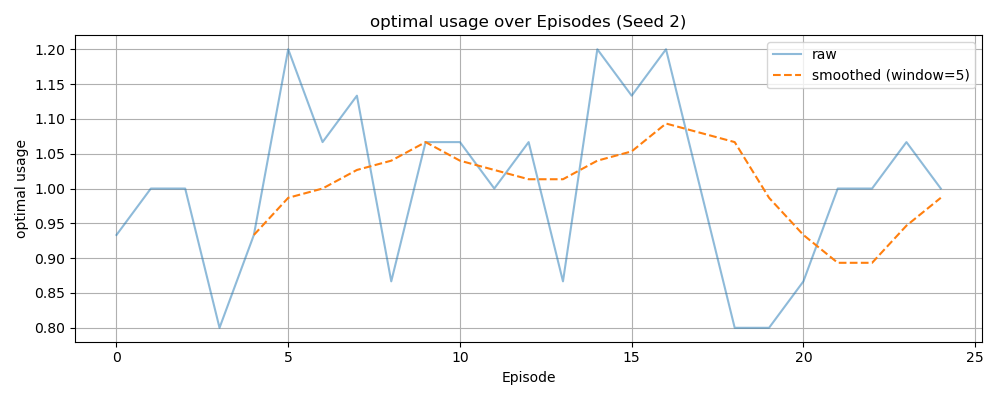 optimal usage over Episodes (Seed 2)
raw
smoothed (window=5)
optimal usage
1.20
1.15
1.10
1.05
1.00
0.95
0.90
0.85
0.80
0 5 10 15 20 25
Episode